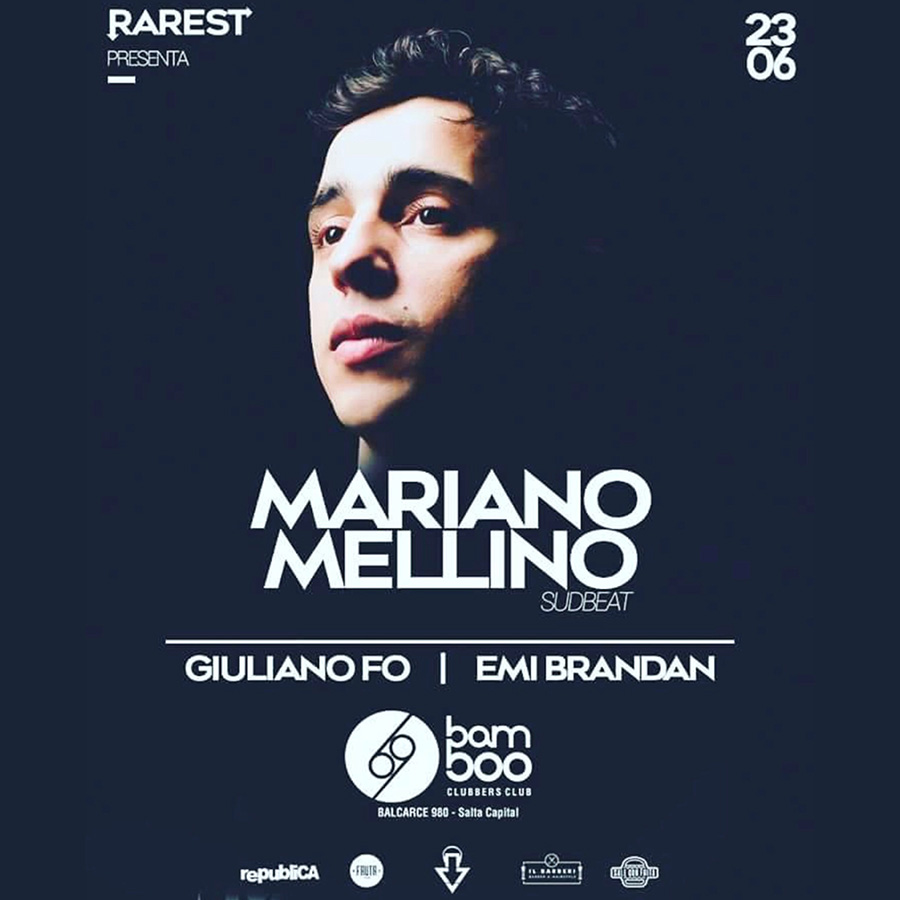 RAREST
PRESENTA
23
06
MARIANO
MELLINO
SUDBEAT
GIULIANO FO | EMI BRANDAN
bam
boo
CLUBBERS CLUB
BALCARCE 980 - Salta Capital
republiCA
FRUTA
IL BARBERI